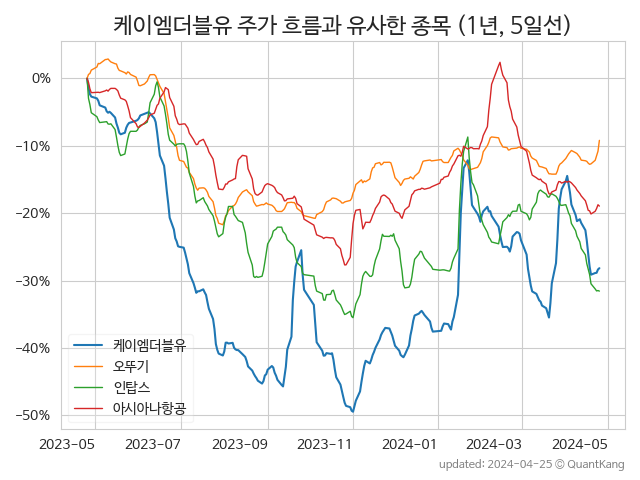 케이엠더블유 주가 흐름과 유사한 종목 (1년, 5일선)
0%
−10%
−20%
−30%
−40%
−50%
케이엠더블유
오뚜기
인탑스
아시아나항공
2023-05 2023-07 2023-09 2023-11 2024-01 2024-03 2024-05
updated: 2024-04-25 © QuantKang